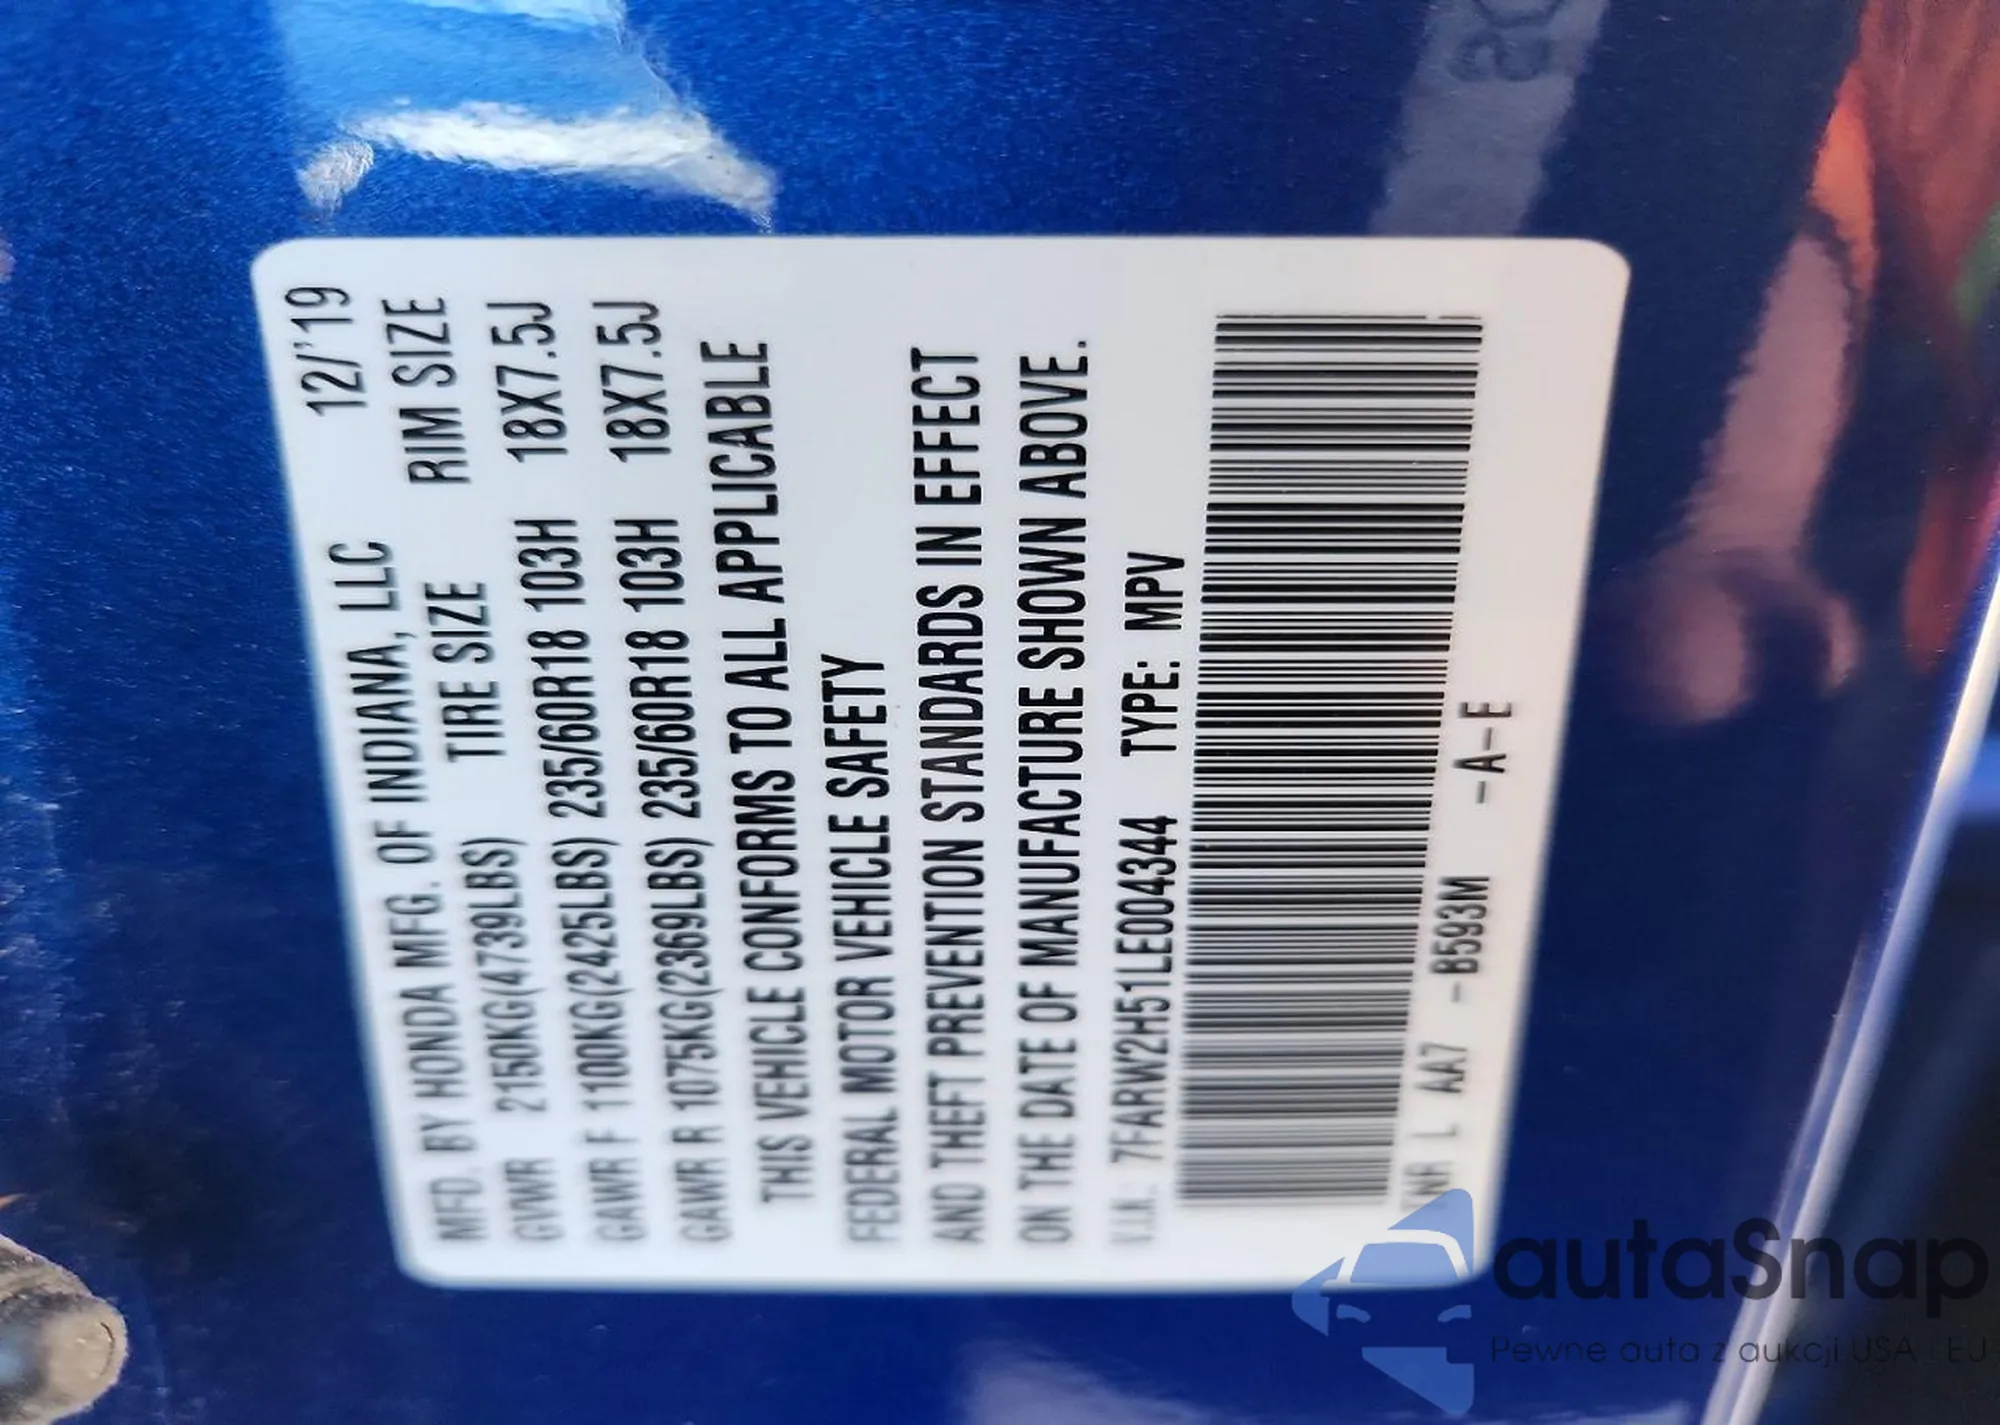 MFD. BY HONDA MFG. OF INDIANA, LLC 12/'19
TIRE SIZE RIM SIZE
GVWR 2150KG(4739LBS)
GAWR F 1100KG(2425LBS) 235/60R18 103H 18X7.5J
GAWR R 1075KG(2369LBS) 235/60R18 103H 18X7.5J
THIS VEHICLE CONFORMS TO ALL APPLICABLE
FEDERAL MOTOR VEHICLE SAFETY
AND THEFT PREVENTION STANDARDS IN EFFECT
ON THE DATE OF MANUFACTURE SHOWN ABOVE.
V.I.N.: 7FARW2H51LE004344 TYPE: MPV
L AA7 -B593M -A-E
autaSnap
Pewne auta z aukcji USA i EU